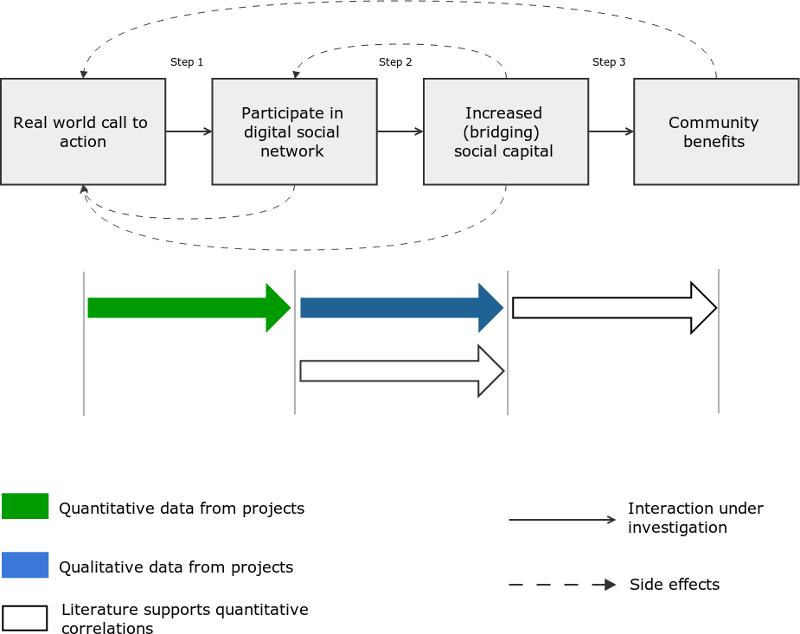 Step 1
Step 2
Step 3
Real world call to
action
Participate in
digital social
network
Increased
(bridging)
social capital
Community
benefits
Quantitative data from projects
Qualitative data from projects
Literature supports quantitative
correlations
Interaction under
investigation
Side effects